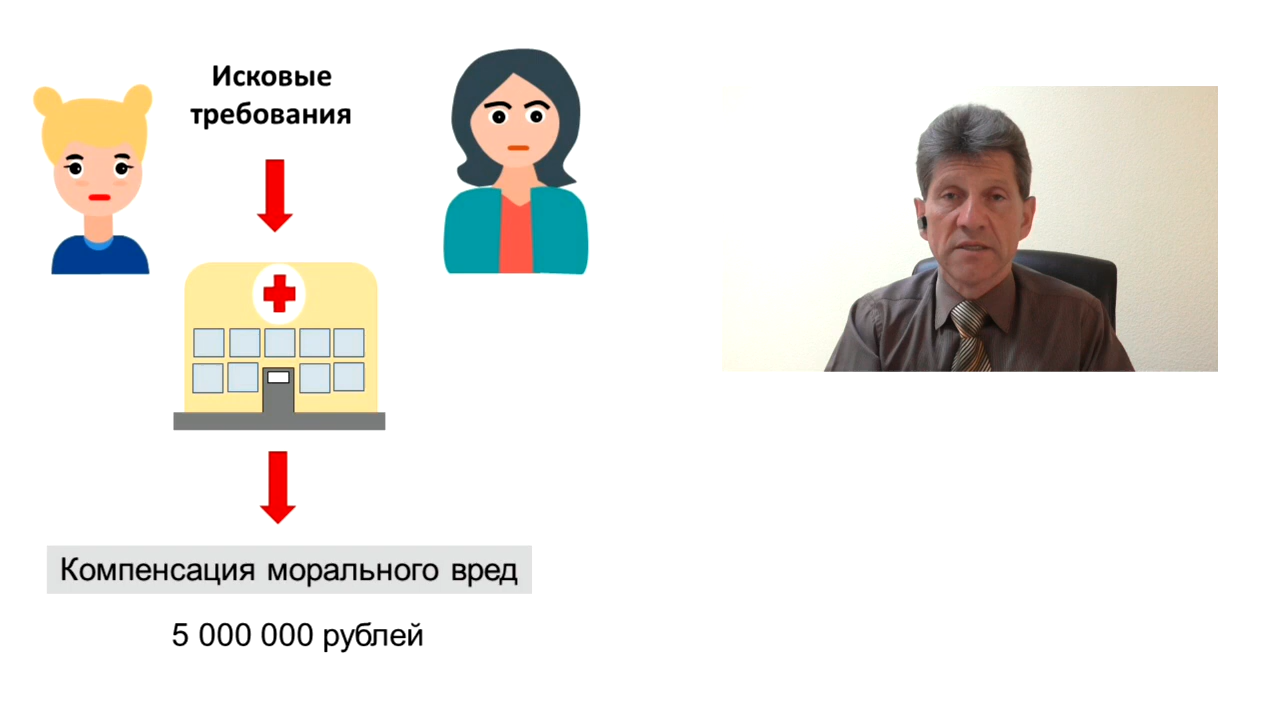 Исковые
требования
Компенсация морального вред
5 000 000 рублей